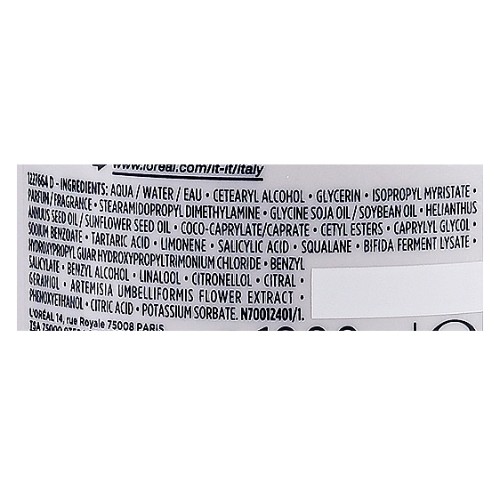 www.loreal.com/it-it/italy
1227664 D - INGREDIENTS: AQUA / WATER / EAU • CETEARYL ALCOHOL • GLYCERIN • ISOPROPYL MYRISTATE •
PARFUM/FRAGRANCE • STEARAMIDOPROPYL DIMETHYLAMINE • GLYCINE SOJA OIL / SOYBEAN OIL • HELIANTHUS
ANNUUS SEED OIL / SUNFLOWER SEED OIL • COCO-CAPRYLATE/CAPRATE • CETYL ESTERS • CAPRYLYL GLYCOL •
SODIUM BENZOATE • TARTARIC ACID • LIMONENE • SALICYLIC ACID • SQUALANE • BIFIDA FERMENT LYSATE •
HYDROXYPROPYL GUAR HYDROXYPROPYLTRIMONIUM CHLORIDE • BENZYL
SALICYLATE • BENZYL ALCOHOL • LINALOOL • CITRONELLOL • CITRAL •
GERANIOL • ARTEMISIA UMBELLIFORMIS FLOWER EXTRACT •
PHENOXYETHANOL • CITRIC ACID • POTASSIUM SORBATE. N70012401/1.
L'ORÉAL 14, rue Royale 75008 PARIS
TSA 75000